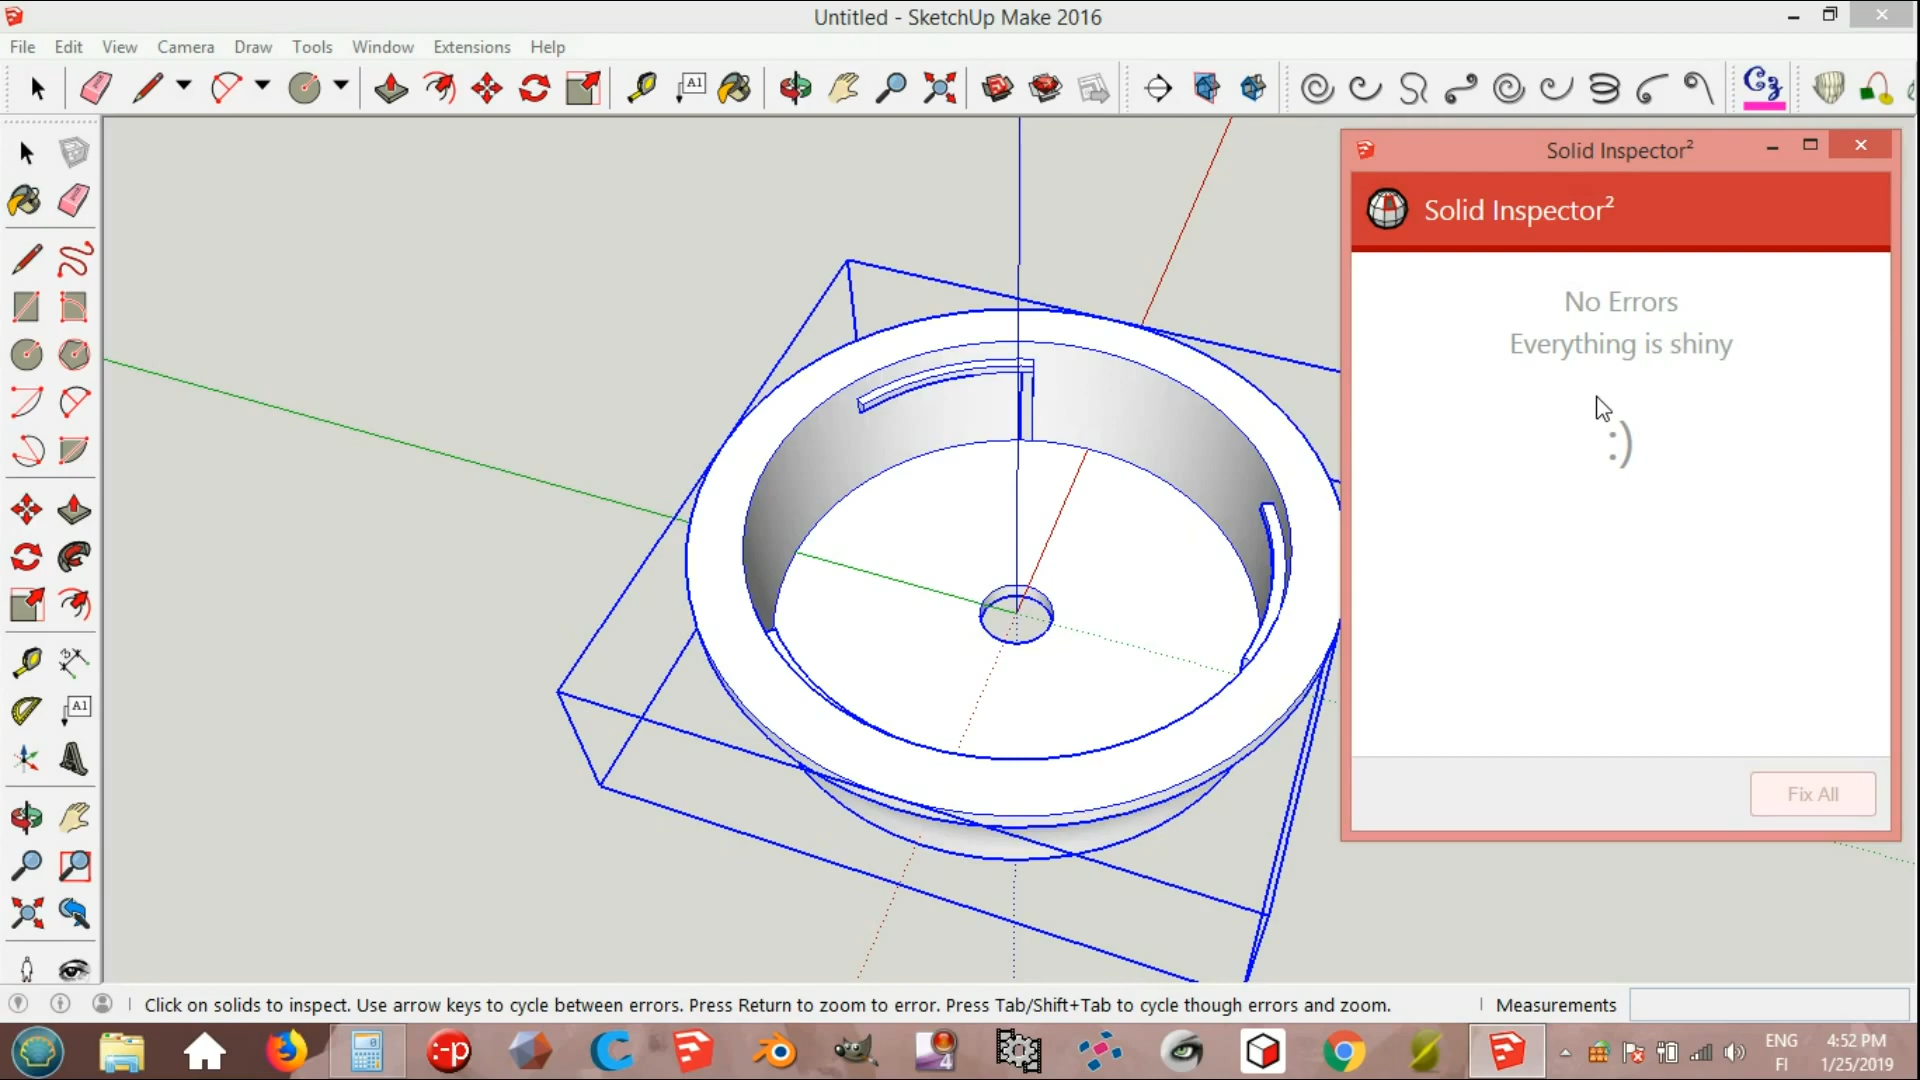 Untitled - SketchUp Make 2016
File Edit View Camera Draw Tools Window Extensions Help
A1
Solid Inspector²
Solid Inspector²
No Errors
Everything is shiny
:)
Fix All
A1
Click on solids to inspect. Use arrow keys to cycle between errors. Press Return to zoom to error. Press Tab/Shift+Tab to cycle though errors and zoom.
Measurements
:-p
4
ENG
FI
4:52 PM
1/25/2019